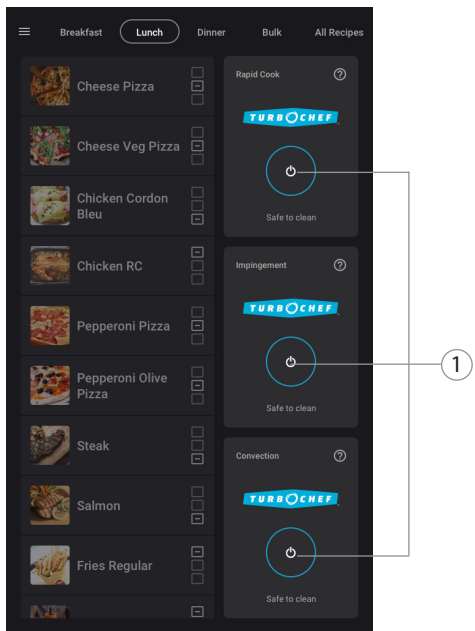 Breakfast Lunch Dinner Bulk All Recipes
Cheese Pizza
Cheese Veg Pizza
Chicken Cordon
Bleu
Chicken RC
Pepperoni Pizza
Pepperoni Olive
Pizza
Steak
Salmon
Fries Regular
Rapid Cook
TURBOCHEF
Safe to clean
Impingement
TURBOCHEF
Safe to clean
Convection
TURBOCHEF
Safe to clean
1